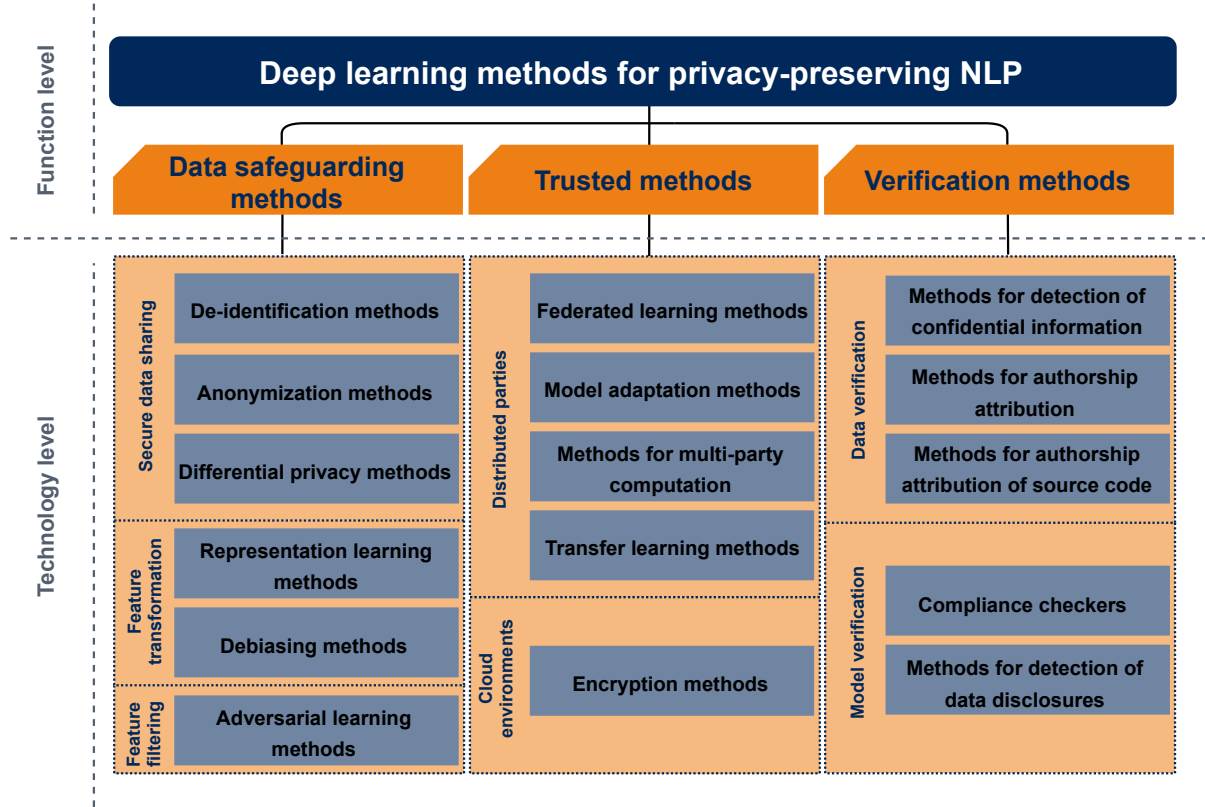 Function level
Deep learning methods for privacy-preserving NLP
Data safeguarding
methods
Trusted methods
Verification methods
Technology level
Secure data sharing
De-identification methods
Anonymization methods
Differential privacy methods
Feature
transformation
Representation learning
methods
Debiasing methods
Feature
filtering
Adversarial learning
methods
Distributed parties
Federated learning methods
Model adaptation methods
Methods for multi-party
computation
Transfer learning methods
Cloud
environments
Encryption methods
Data verification
Methods for detection of
confidential information
Methods for authorship
attribution
Methods for authorship
attribution of source code
Model verification
Compliance checkers
Methods for detection of
data disclosures